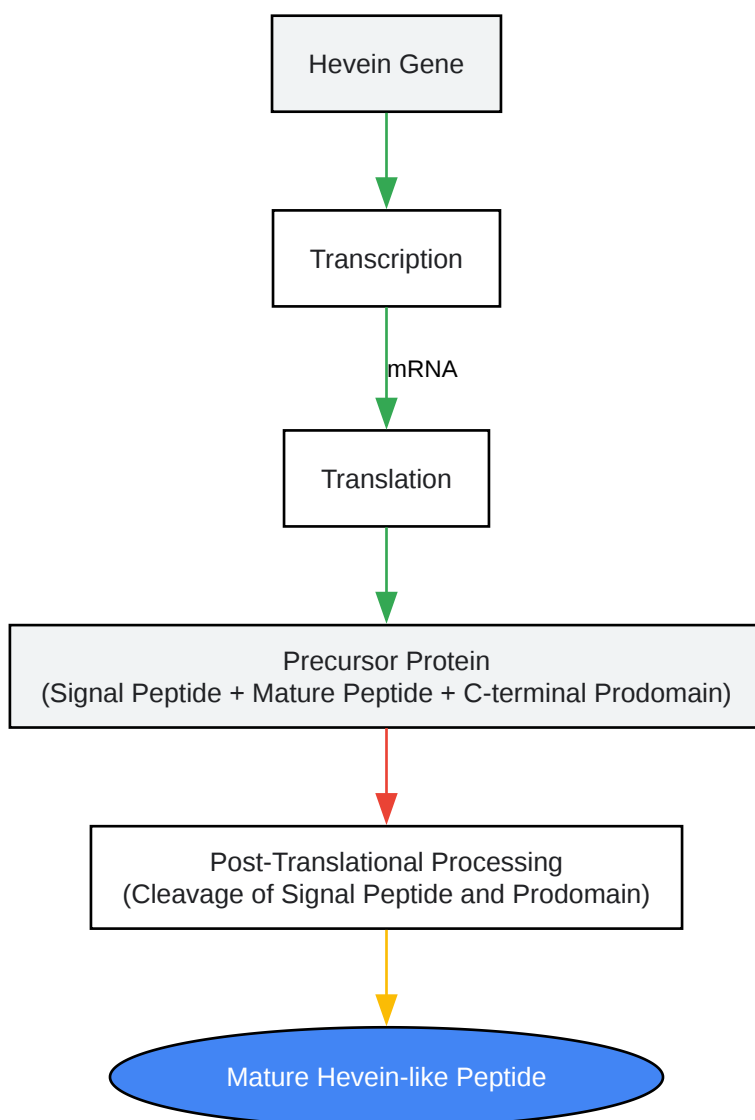 Hevein Gene
Transcription
mRNA
Translation
Precursor Protein
(Signal Peptide + Mature Peptide + C-terminal Prodomain)
Post-Translational Processing
(Cleavage of Signal Peptide and Prodomain)
Mature Hevein-like Peptide